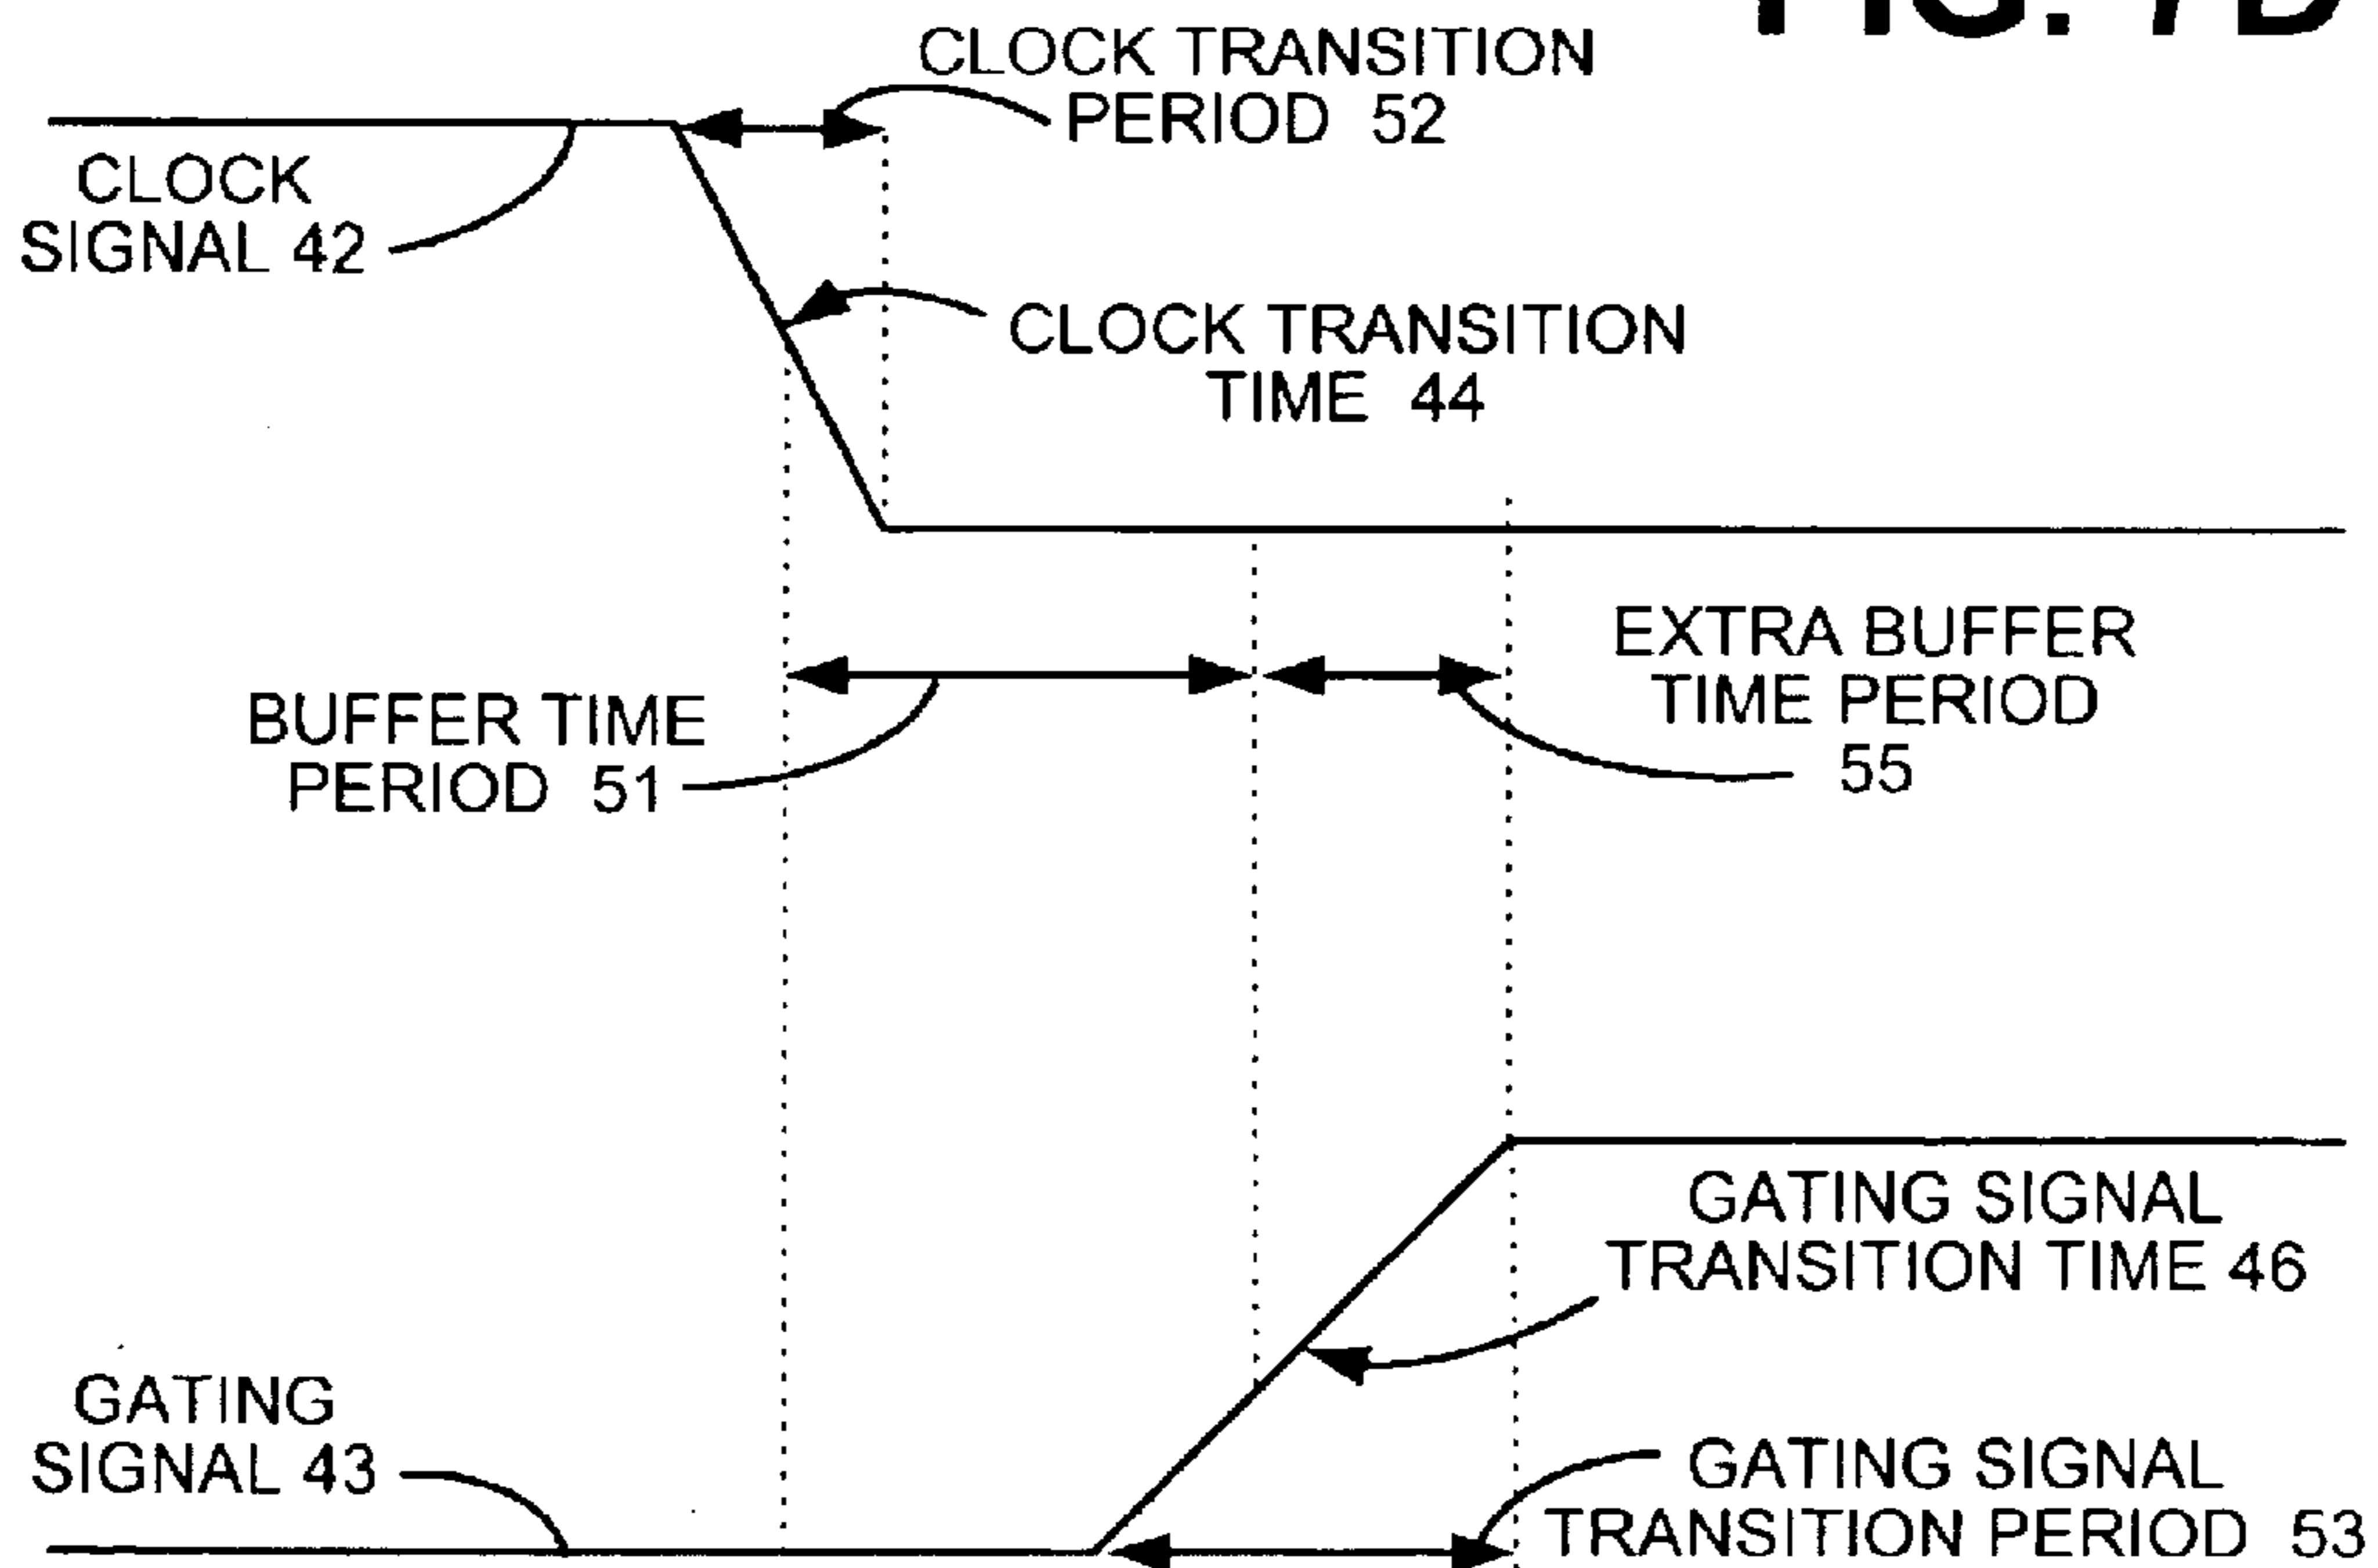 CLOCK TRANSITION
PERIOD 52
CLOCK
SIGNAL 42
CLOCK TRANSITION
TIME 44
EXTRA BUFFER
TIME PERIOD
55
BUFFER TIME
PERIOD 51
GATING SIGNAL
TRANSITION TIME 46
GATING
SIGNAL 43
GATING SIGNAL
TRANSITION PERIOD 53